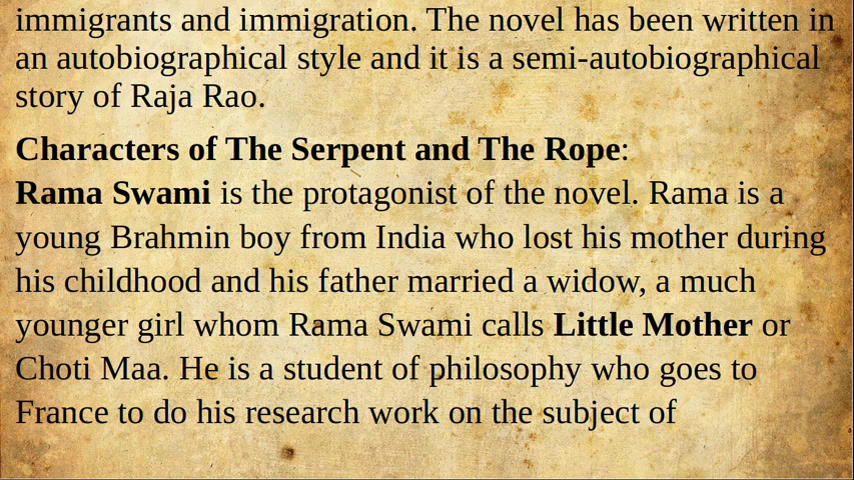 immigrants and immigration. The novel has been written in
an autobiographical style and it is a semi-autobiographical
story of Raja Rao.
Characters of The Serpent and The Rope:
Rama Swami is the protagonist of the novel. Rama is a
young Brahmin boy from India who lost his mother during
his childhood and his father married a widow, a much
younger girl whom Rama Swami calls Little Mother or
Choti Maa. He is a student of philosophy who goes to
France to do his research work on the subject of